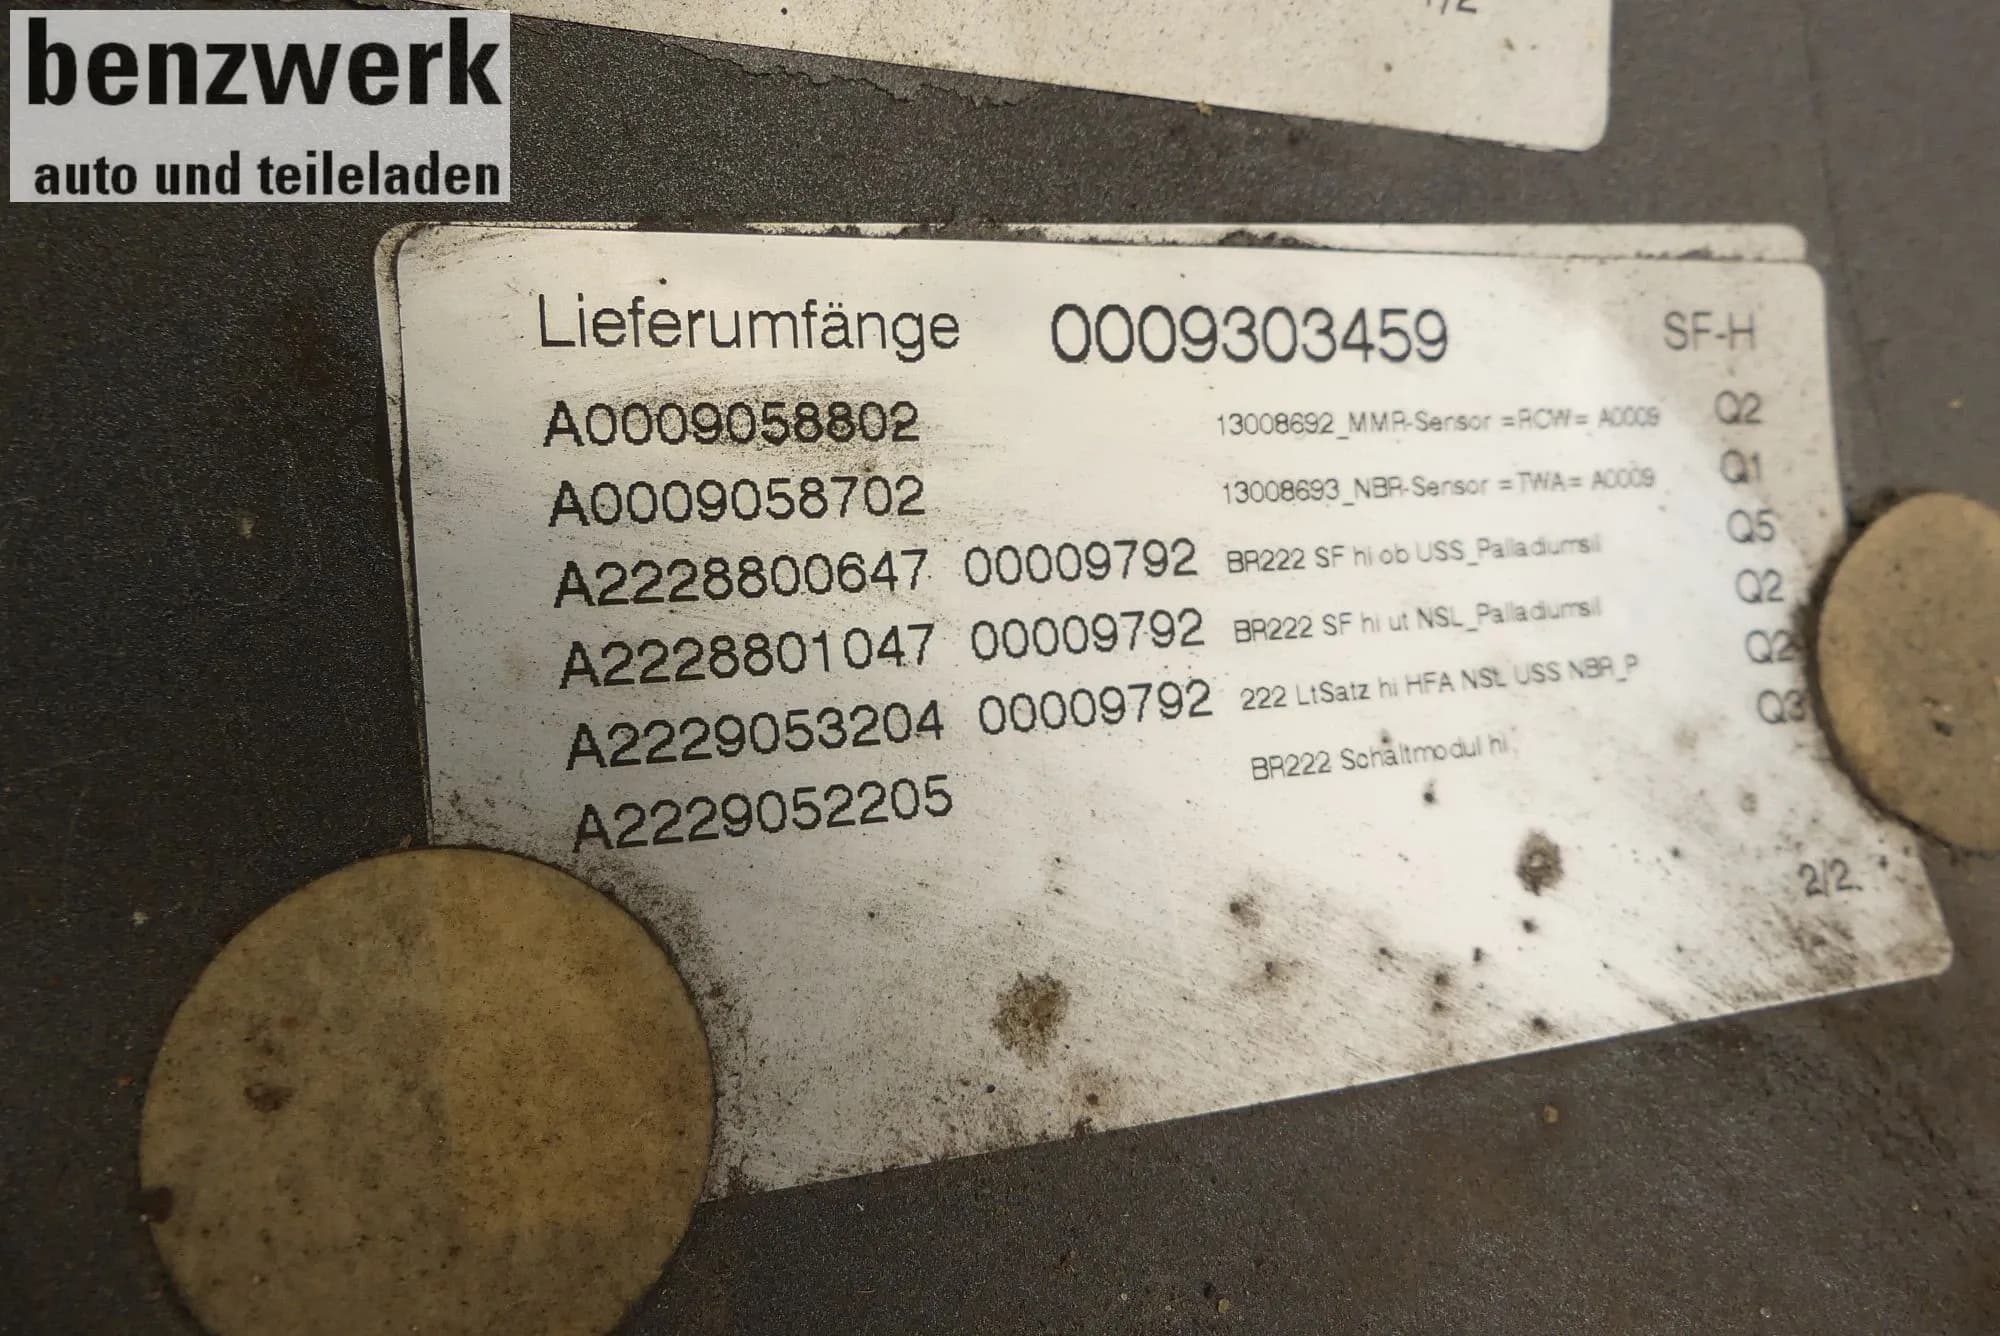 benzwerk
auto und teileladen
Lieferumfänge 0009303459 SF-H
A0009058802 13008692_MMR-Sensor =RCW= A0009 Q2
A0009058702 13008693_NBR-Sensor =TWA= A0009 Q1
A2228800647 00009792 BR222 SF hi ob USS_Palladiumsil Q5
A2228801047 00009792 BR222 SF hi ut NSL_Palladiumsil Q2
A2229053204 00009792 222 LtSatz hi HFA NSL USS NBR_P Q2
A2229052205 BR222 Schaltmodul hi Q3
2/2